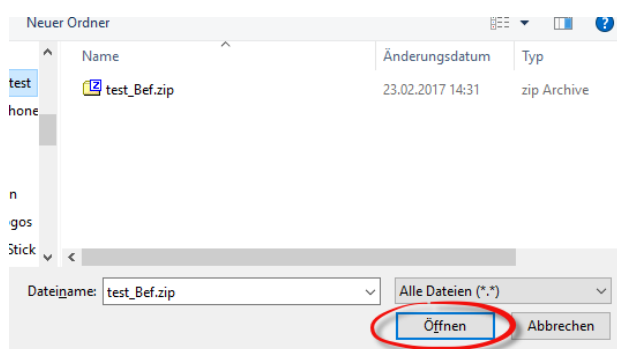 Neuer Ordner
Name Änderungsdatum Typ
test
test_Bef.zip 23.02.2017 14:31 zip Archive
hone
n
gos
Stick
Dateiname: test_Bef.zip Alle Dateien (*.*)
Öffnen Abbrechen